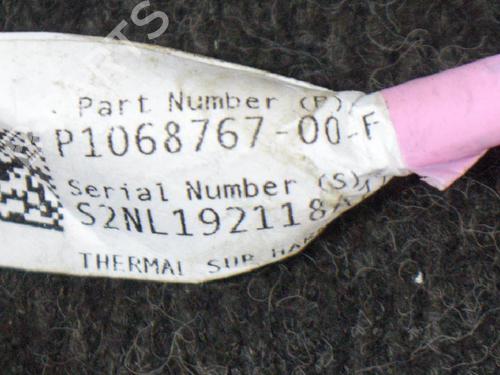 Part Number (P)
P1068767-00-F
Serial Number (S)
S2NL192118
THERMAL SUB